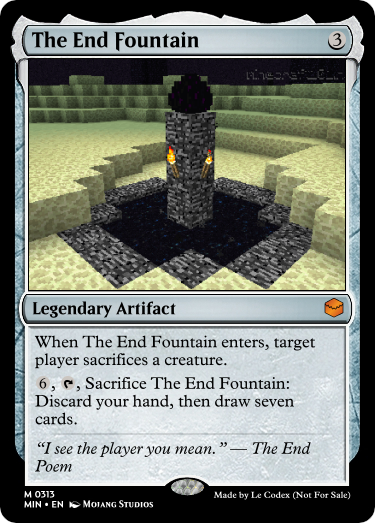 The End Fountain 3
Legendary Artifact
When The End Fountain enters, target
player sacrifices a creature.
6, , Sacrifice The End Fountain:
Discard your hand, then draw seven
cards.
“I see the player you mean.” — The End
Poem
M 0313
MIN • EN Mojang Studios
Made by Le Codex (Not For Sale)